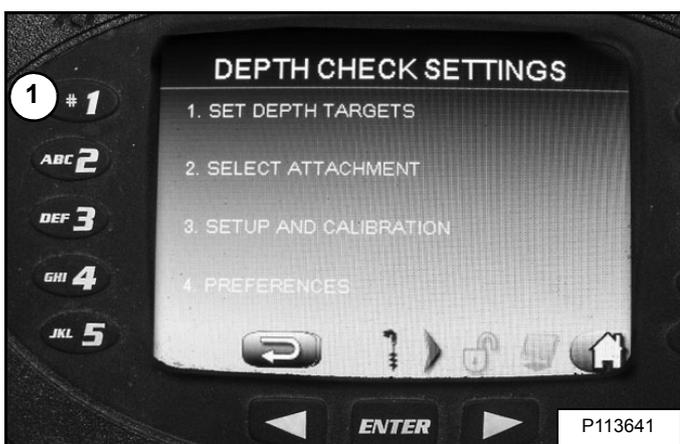 DEPTH CHECK SETTINGS
1
# 1
1. SET DEPTH TARGETS
ABC 2
2. SELECT ATTACHMENT
DEF 3
3. SETUP AND CALIBRATION
GHI 4
4. PREFERENCES
JKL 5
ENTER
P113641